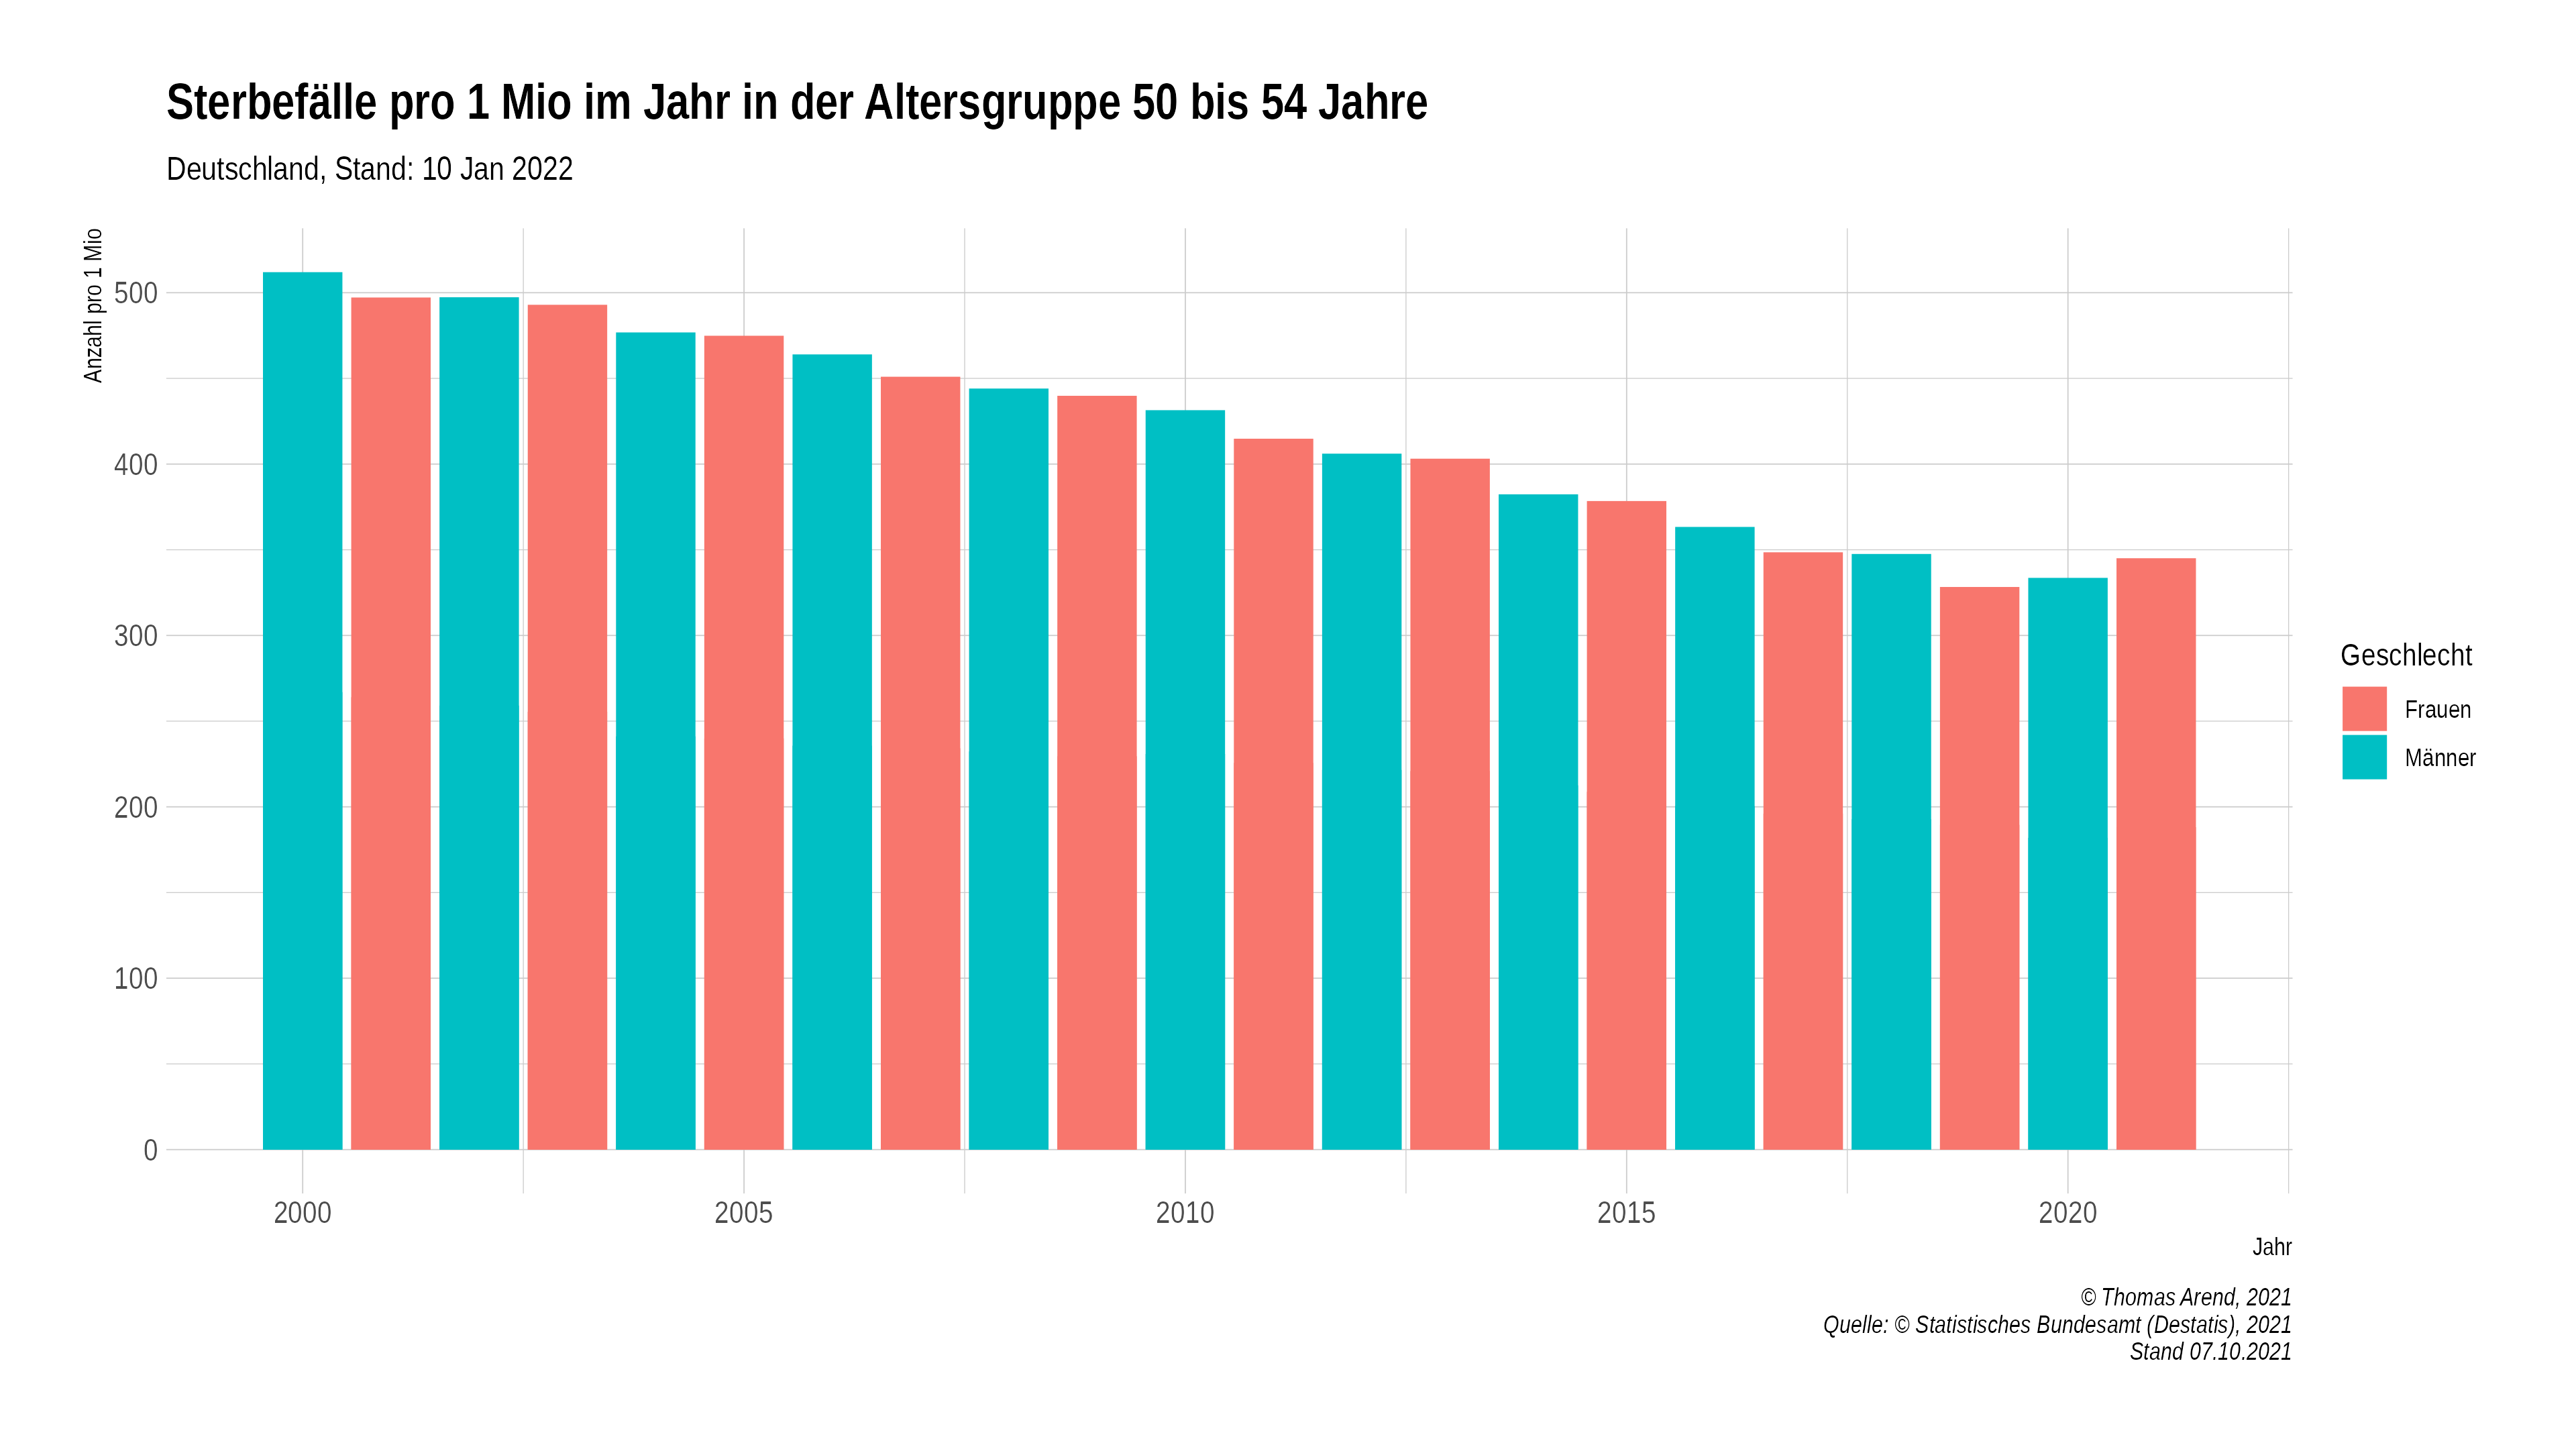 Sterbefälle pro 1 Mio im Jahr in der Altersgruppe 50 bis 54 Jahre
Deutschland, Stand: 10 Jan 2022
Anzahl pro 1 Mio
500
400
300
200
100
0
2000 2005 2010 2015 2020
Jahr
Geschlecht
Frauen
Männer
© Thomas Arend, 2021
Quelle: © Statistisches Bundesamt (Destatis), 2021
Stand 07.10.2021